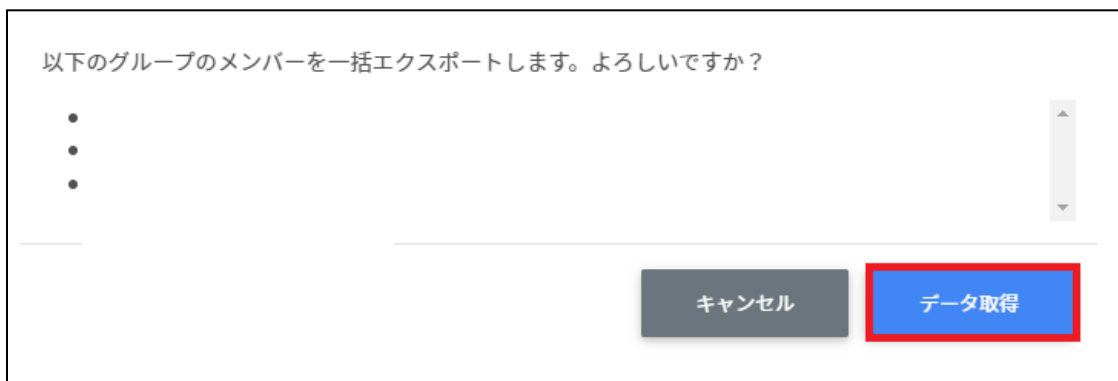 以下のグループのメンバーを一括エクスポートします。よろしいですか？
キャンセル
データ取得